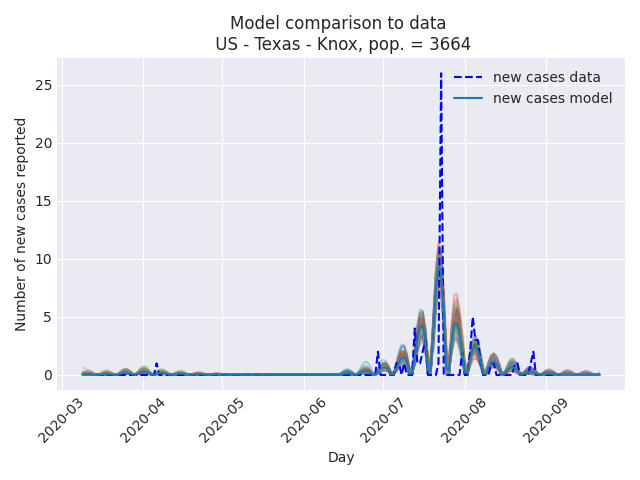 Model comparison to data
US - Texas - Knox, pop. = 3664
new cases data
new cases model
Number of new cases reported
25
20
15
10
5
0
2020-03
2020-04
2020-05
2020-06
2020-07
2020-08
2020-09
Day